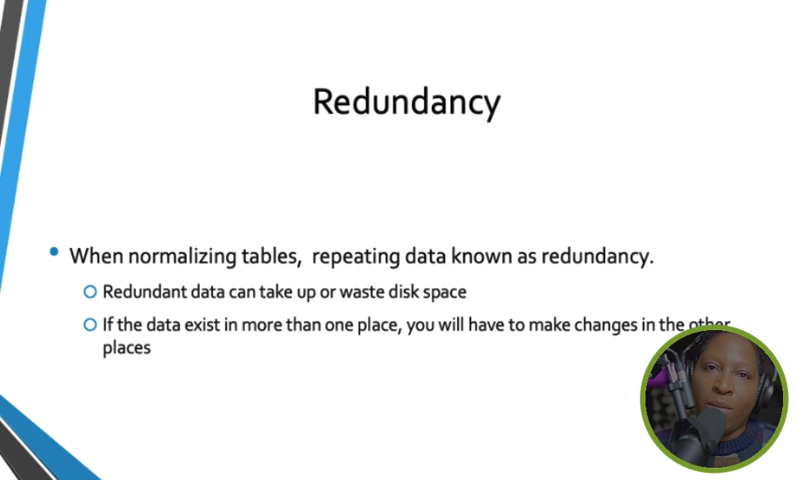 Redundancy
When normalizing tables, repeating data known as redundancy.
Redundant data can take up or waste disk space
If the data exist in more than one place, you will have to make changes in the other
places